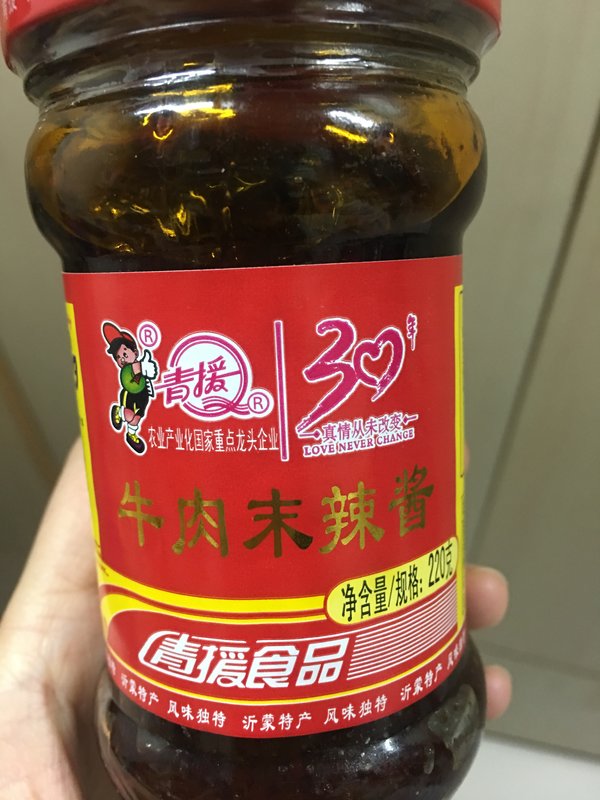 青援
30年
农业产业化国家重点龙头企业
真情从未改变
LOVE NEVER CHANGE
牛肉末辣酱
净含量/规格：220克
青援食品
沂蒙特产 风味独特 沂蒙特产 风味独特 沂蒙特产 风味